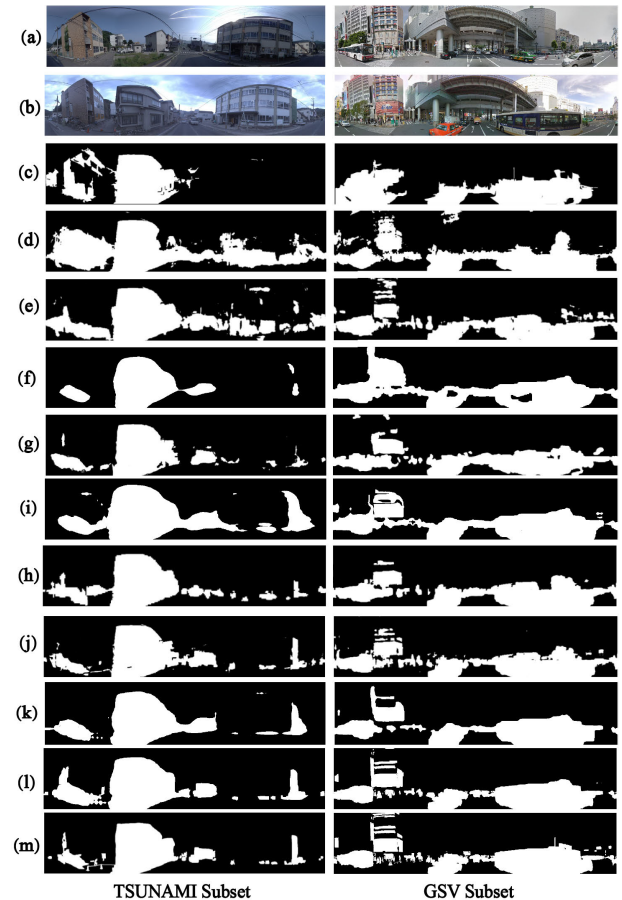 (a)
(b)
(c)
(d)
(e)
(f)
(g)
(i)
(h)
(j)
(k)
(l)
(m)
TSUNAMI Subset
GSV Subset